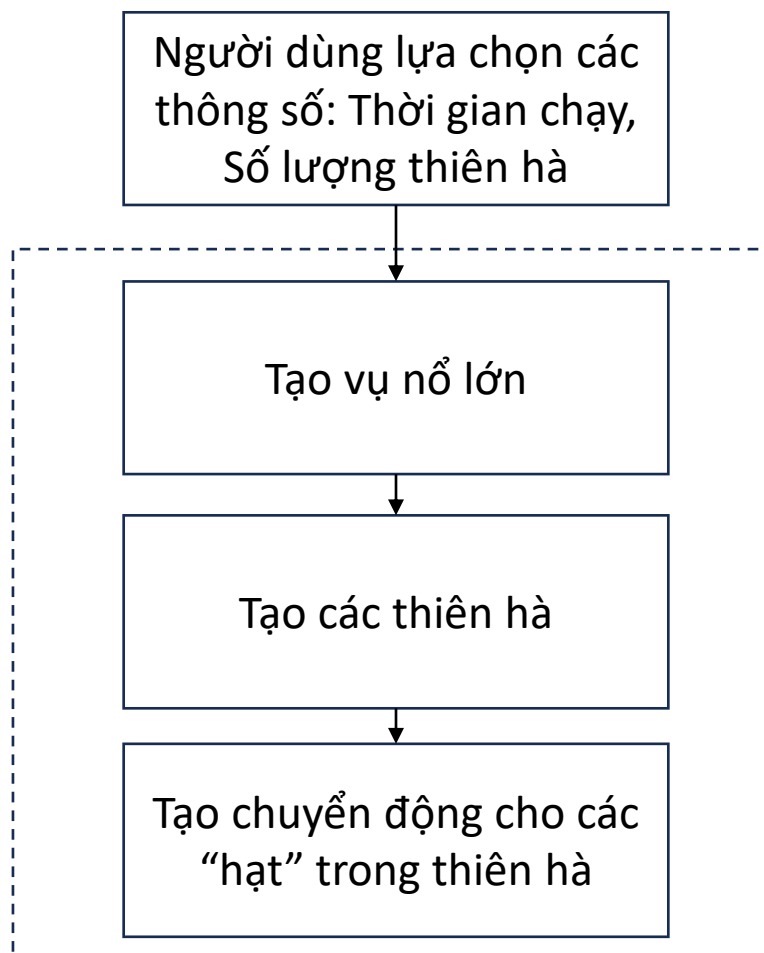 Người dùng lựa chọn các
thông số: Thời gian chạy,
Số lượng thiên hà
Tạo vụ nổ lớn
Tạo các thiên hà
Tạo chuyển động cho các
“hạt” trong thiên hà